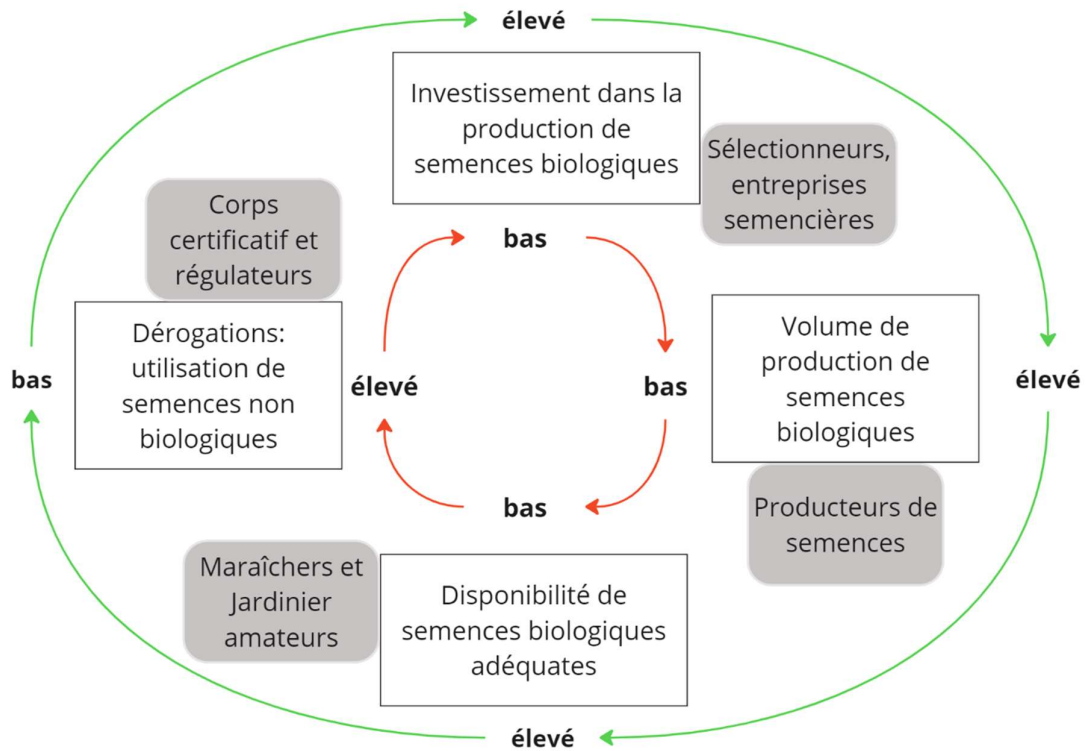 élevé
Investissement dans la
production de
semences biologiques
Sélectionneurs,
entreprises
semencières
Corps
certificatif et
régulateurs
bas
Dérogations:
utilisation de
semences non
biologiques
bas
élevé
bas
Volume de
production de
semences
biologiques
élevé
bas
Producteurs de
semences
Maraîchers et
Jardinier
amateurs
Disponibilité de
semences biologiques
adéquates
élevé